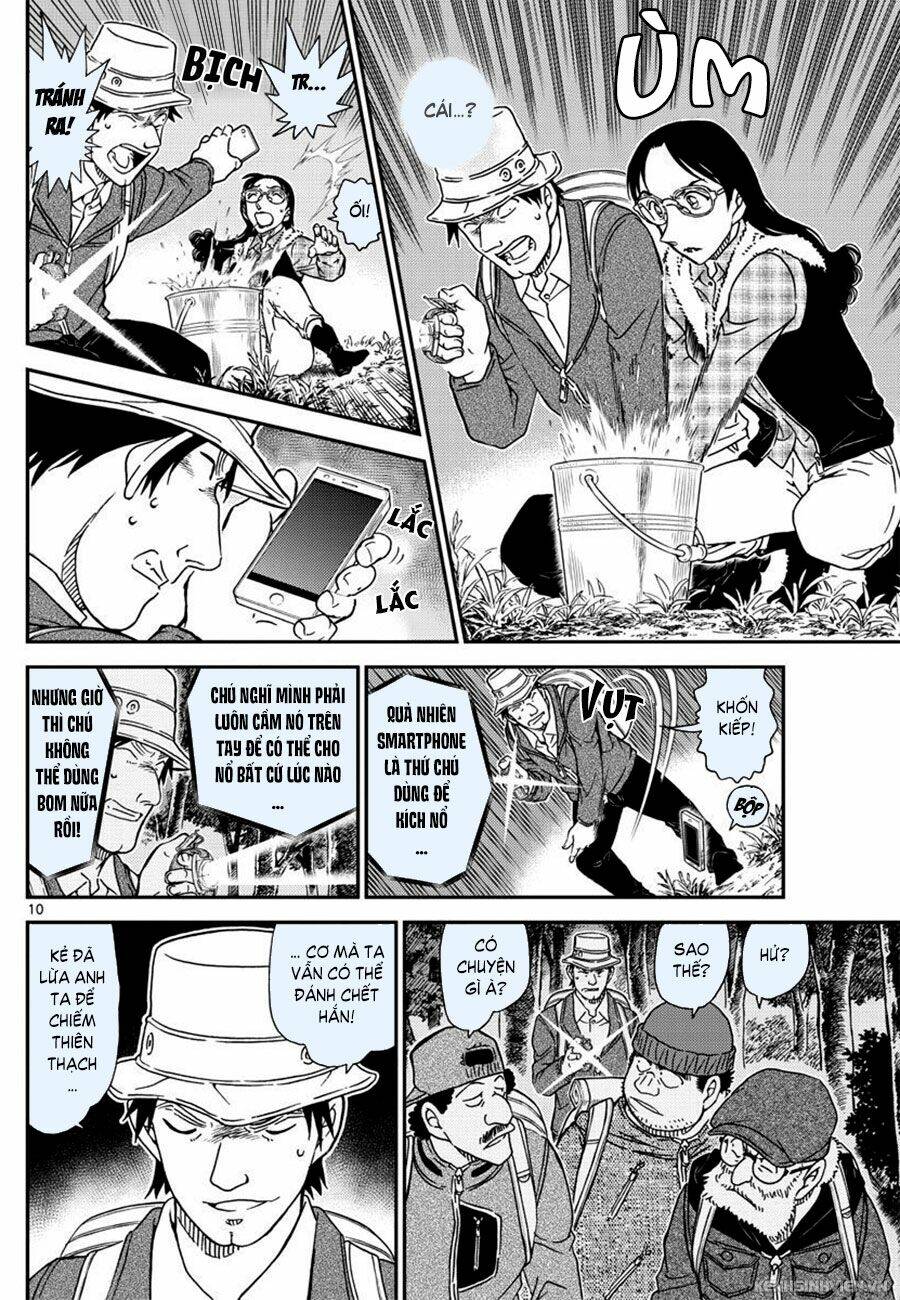 ÙM
CÁI...?
TR...
BỊCH
TRÁNH
RA!
ỐI!
LẮC
LẮC
KHỐN
KIẾP!
VỤT
BỘP
QUẢ NHIÊN
SMARTPHONE
LÀ THỨ CHÚ
DÙNG ĐỂ
KÍCH NỔ
...
CHÚ NGHĨ MÌNH PHẢI
LUÔN CẦM NÓ TRÊN
TAY ĐỂ CÓ THỂ CHO
NỔ BẤT CỨ LÚC NÀO
...
NHƯNG GIỜ
THÌ CHÚ
KHÔNG
THỂ DÙNG
BOM NỮA
RỒI!
10
HỬ?
SAO
THẾ?
CÓ
CHUYỆN
GÌ À?
... CƠ MÀ TA
VẪN CÓ THỂ
ĐÁNH CHẾT
HẮN!
KẺ ĐÃ
LỪA ANH
TA ĐỂ
CHIẾM
THIÊN
THẠCH
...
KENHSINHVIEN.VN